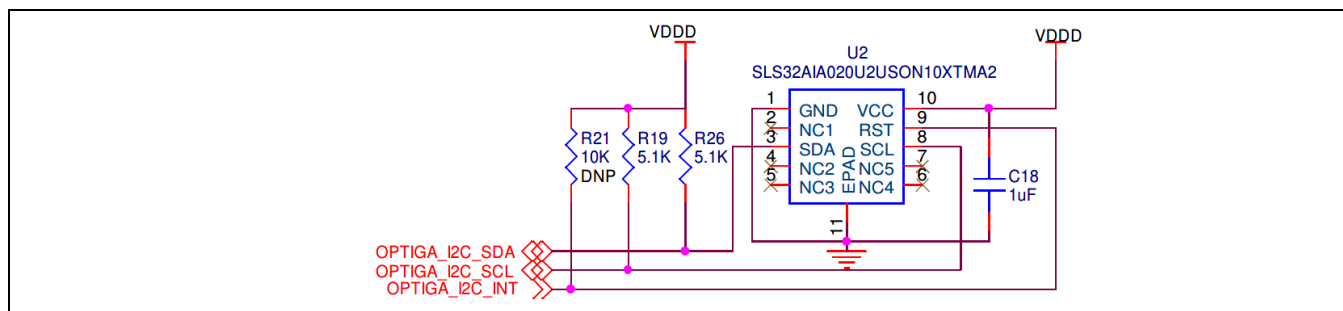 VDDD
VDDD
U2
SLS32AIA020U2USON10XTMA2
1
GND
VCC
10
2
NC1
RST
9
3
SDA
SCL
8
4
NC2
NC5
7
5
NC3
NC4
6
EPAD
11
R21
10K
DNP
R19
5.1K
R26
5.1K
C18
1uF
OPTIGA_I2C_SDA
OPTIGA_I2C_SCL
OPTIGA_I2C_INT